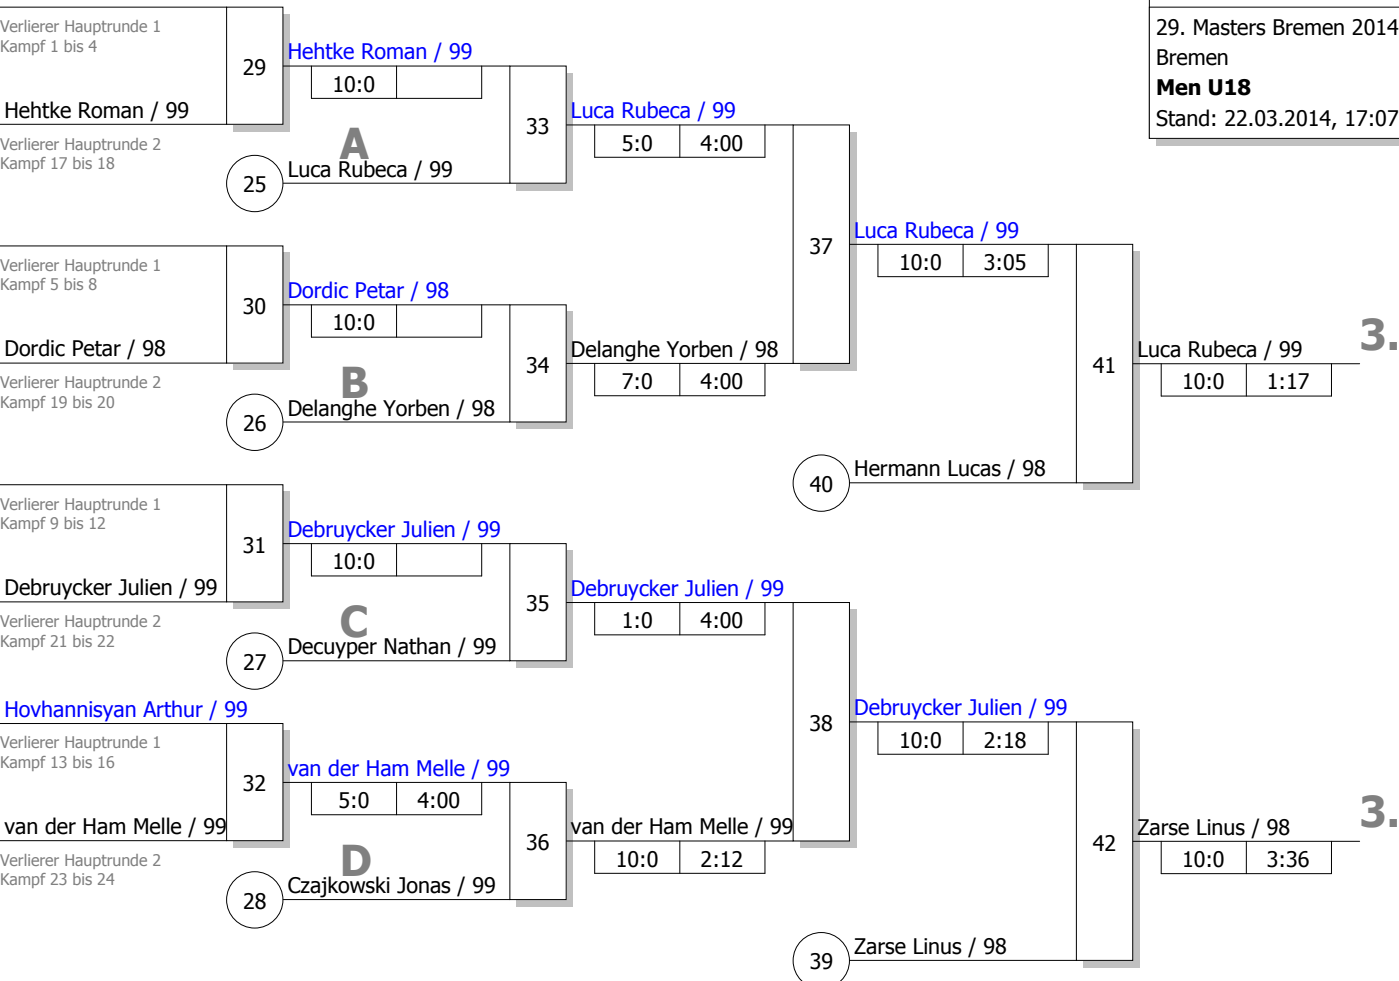 29. Masters Bremen 2014
Bremen
Men U18
Stand: 22.03.2014, 17:07
Verlierer Hauptrunde 1
Kampf 1 bis 4
29
Hehtke Roman / 99
10:0
Hehtke Roman / 99
Verlierer Hauptrunde 2
Kampf 17 bis 18
A
25
Luca Rubeca / 99
33
Luca Rubeca / 99
5:0 4:00
Verlierer Hauptrunde 1
Kampf 5 bis 8
30
Dordic Petar / 98
10:0
Dordic Petar / 98
Verlierer Hauptrunde 2
Kampf 19 bis 20
B
26
Delanghe Yorben / 98
34
Delanghe Yorben / 98
7:0 4:00
37
Luca Rubeca / 99
10:0 3:05
40
Hermann Lucas / 98
41
Luca Rubeca / 99
10:0 1:17
3.
Verlierer Hauptrunde 1
Kampf 9 bis 12
31
Debruycker Julien / 99
10:0
Debruycker Julien / 99
Verlierer Hauptrunde 2
Kampf 21 bis 22
C
27
Decuyper Nathan / 99
35
Debruycker Julien / 99
1:0 4:00
Hovhannisyan Arthur / 99
Verlierer Hauptrunde 1
Kampf 13 bis 16
32
van der Ham Melle / 99
5:0 4:00
van der Ham Melle / 99
Verlierer Hauptrunde 2
Kampf 23 bis 24
D
28
Czajkowski Jonas / 99
36
van der Ham Melle / 99
10:0 2:12
38
Debruycker Julien / 99
10:0 2:18
39
Zarse Linus / 98
42
Zarse Linus / 98
10:0 3:36
3.